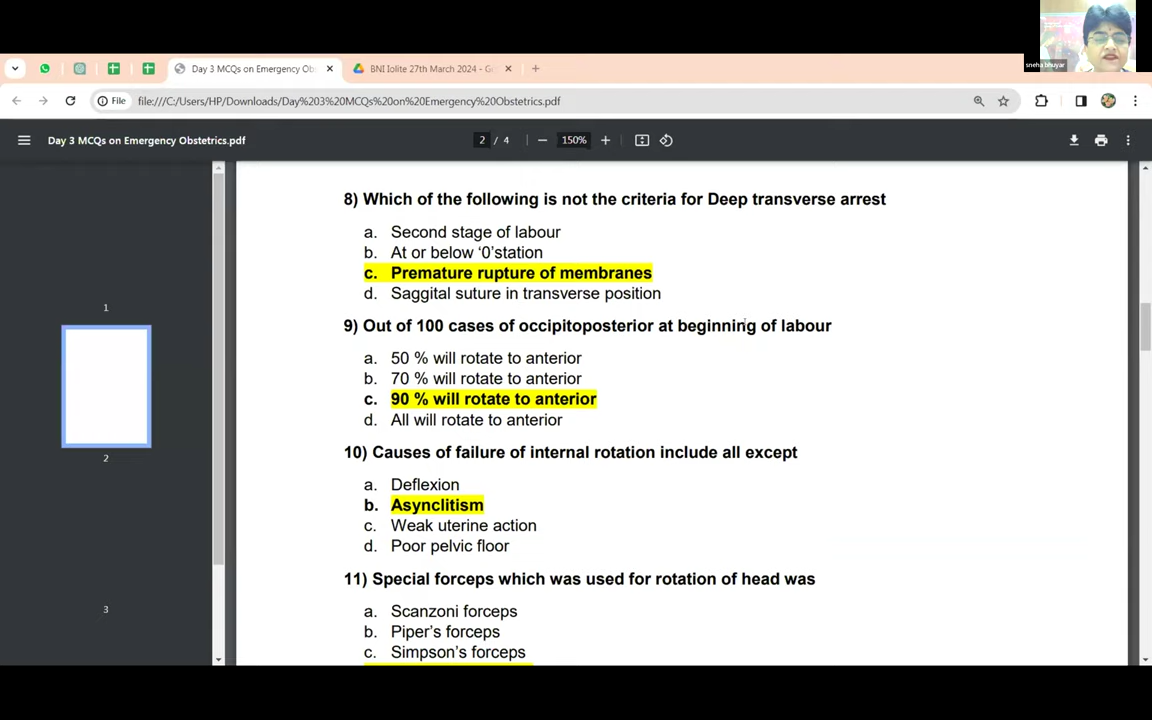 sneha bhuyar
Day 3 MCQs on Emergency Ob
BNI Iolite 27th March 2024 - Go
File
file:///C:/Users/HP/Downloads/Day%203%20MCQs%20on%20Emergency%20Obstetrics.pdf
Day 3 MCQs on Emergency Obstetrics.pdf
2 / 4
150%
8) Which of the following is not the criteria for Deep transverse arrest
a. Second stage of labour
b. At or below ‘0’station
c. Premature rupture of membranes
d. Saggital suture in transverse position
9) Out of 100 cases of occipitoposterior at beginning of labour
a. 50 % will rotate to anterior
b. 70 % will rotate to anterior
c. 90 % will rotate to anterior
d. All will rotate to anterior
10) Causes of failure of internal rotation include all except
a. Deflexion
b. Asynclitism
c. Weak uterine action
d. Poor pelvic floor
11) Special forceps which was used for rotation of head was
a. Scanzoni forceps
b. Piper’s forceps
c. Simpson’s forceps
1
2
3